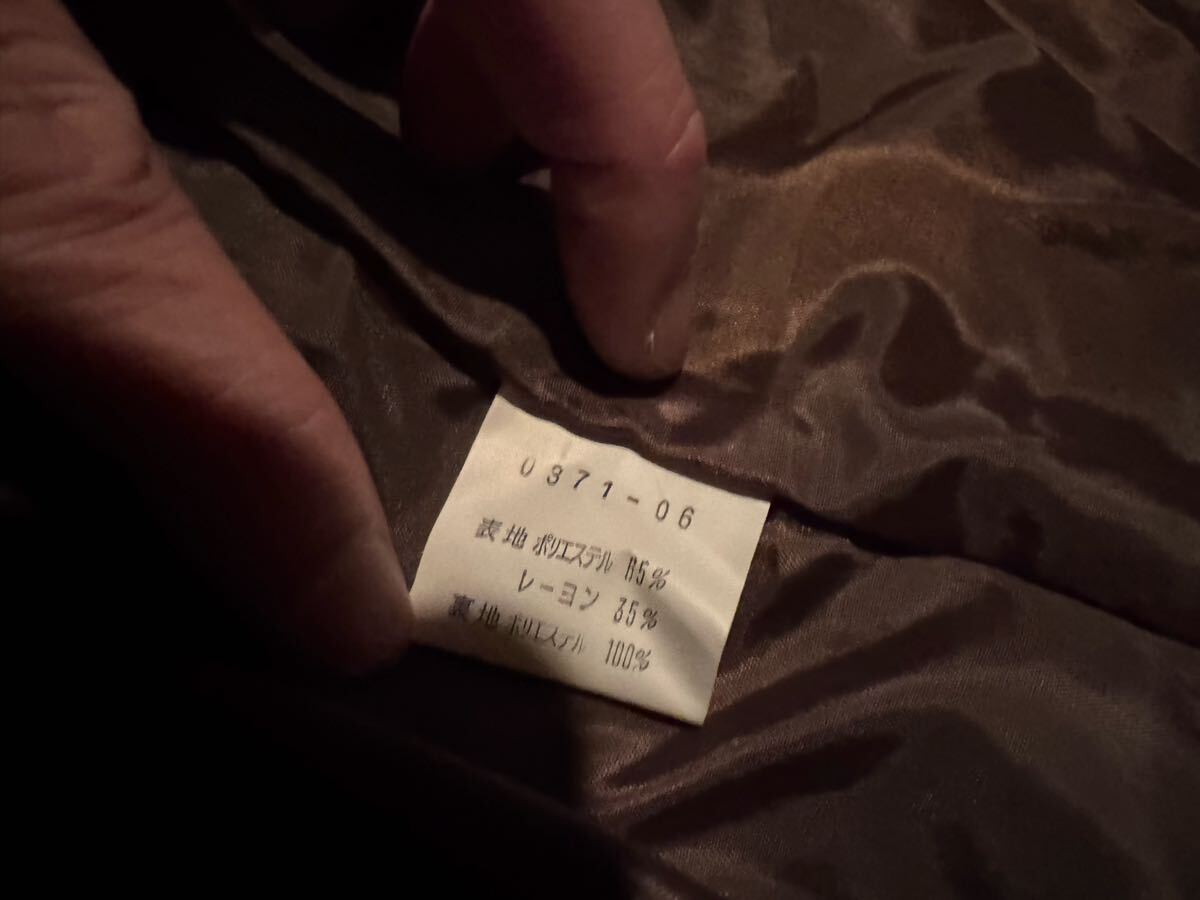 0371-06
表地 ポリエステル 65%
レーヨン 35%
裏地 ポリエステル 100%